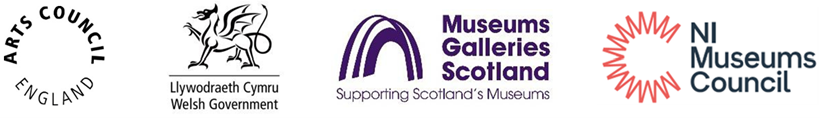 ARTS COUNCIL
ENGLAND
Llywodraeth Cymru
Welsh Government
Museums
Galleries
Scotland
Supporting Scotland's Museums
NI
Museums
Council